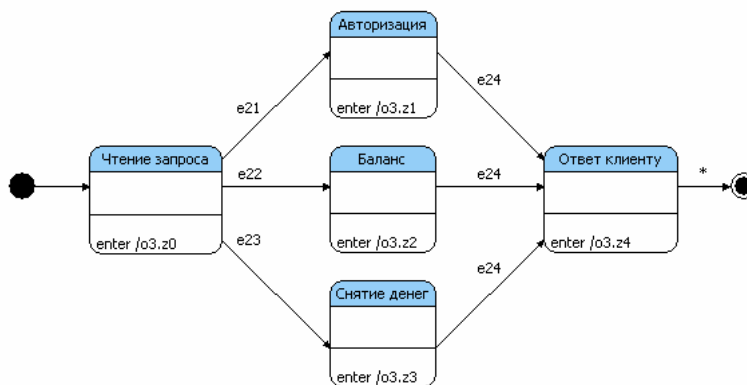 Авторизация
enter /o3.z1
e21
e24
Чтение запроса
enter /o3.z0
e22
Баланс
enter /o3.z2
e24
Ответ клиенту
enter /o3.z4
*
e23
Снятие денег
enter /o3.z3
e24